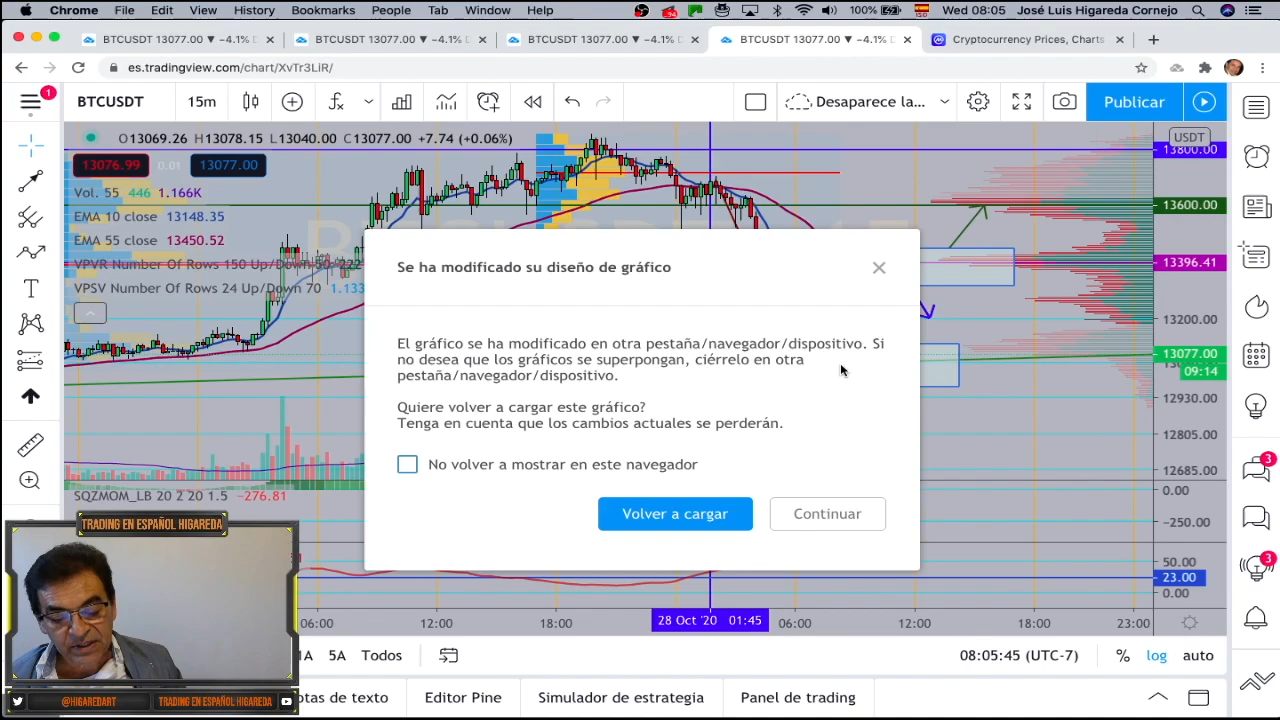 Chrome File Edit View History Bookmarks People Tab Window Help 100% Wed 08:05 José Luis Higareda Cornejo
BTCUSDT 13077.00 ▼ −4.1% BTCUSDT 13077.00 ▼ −4.1% BTCUSDT 13077.00 ▼ −4.1% BTCUSDT 13077.00 ▼ −4.1% Cryptocurrency Prices, Charts
es.tradingview.com/chart/XvTr3LiR/
1 BTCUSDT 15m Desaparece la... Publicar
O13069.26 H13078.15 L13040.00 C13077.00 +7.74 (+0.06%)
USDT
13800.00
13076.99 0.01 13077.00
Vol. 55 446 1.166K
13600.00
EMA 10 close 13148.35
EMA 55 close 13450.52
VPVR Number Of Rows 150 Up/Down
13396.41
VPSV Number Of Rows 24 Up/Down 70 1.133
13200.00
13077.00
09:14
12930.00
12805.00
12685.00
Se ha modificado su diseño de gráfico
El gráfico se ha modificado en otra pestaña/navegador/dispositivo. Si
no desea que los gráficos se superpongan, ciérrelo en otra
pestaña/navegador/dispositivo.
Quiere volver a cargar este gráfico?
Tenga en cuenta que los cambios actuales se perderán.
No volver a mostrar en este navegador
Volver a cargar Continuar
SQZMOM_LB 20 2 20 1.5 −276.81
0.00
−250.00
50.00
23.00
0.00
3
3
TRADING EN ESPAÑOL HIGAREDA
06:00 12:00 18:00 28 Oct '20 01:45 06:00 12:00 18:00 23:00
1A 5A Todos 08:05:45 (UTC-7) % log auto
otas de texto Editor Pine Simulador de estrategia Panel de trading
@HIGAREDART TRADING EN ESPAÑOL HIGAREDA